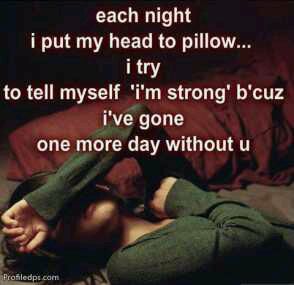 each night
i put my head to pillow...
i try
to tell myself 'i'm strong' b'cuz
i've gone
one more day without u
Profiledps.com